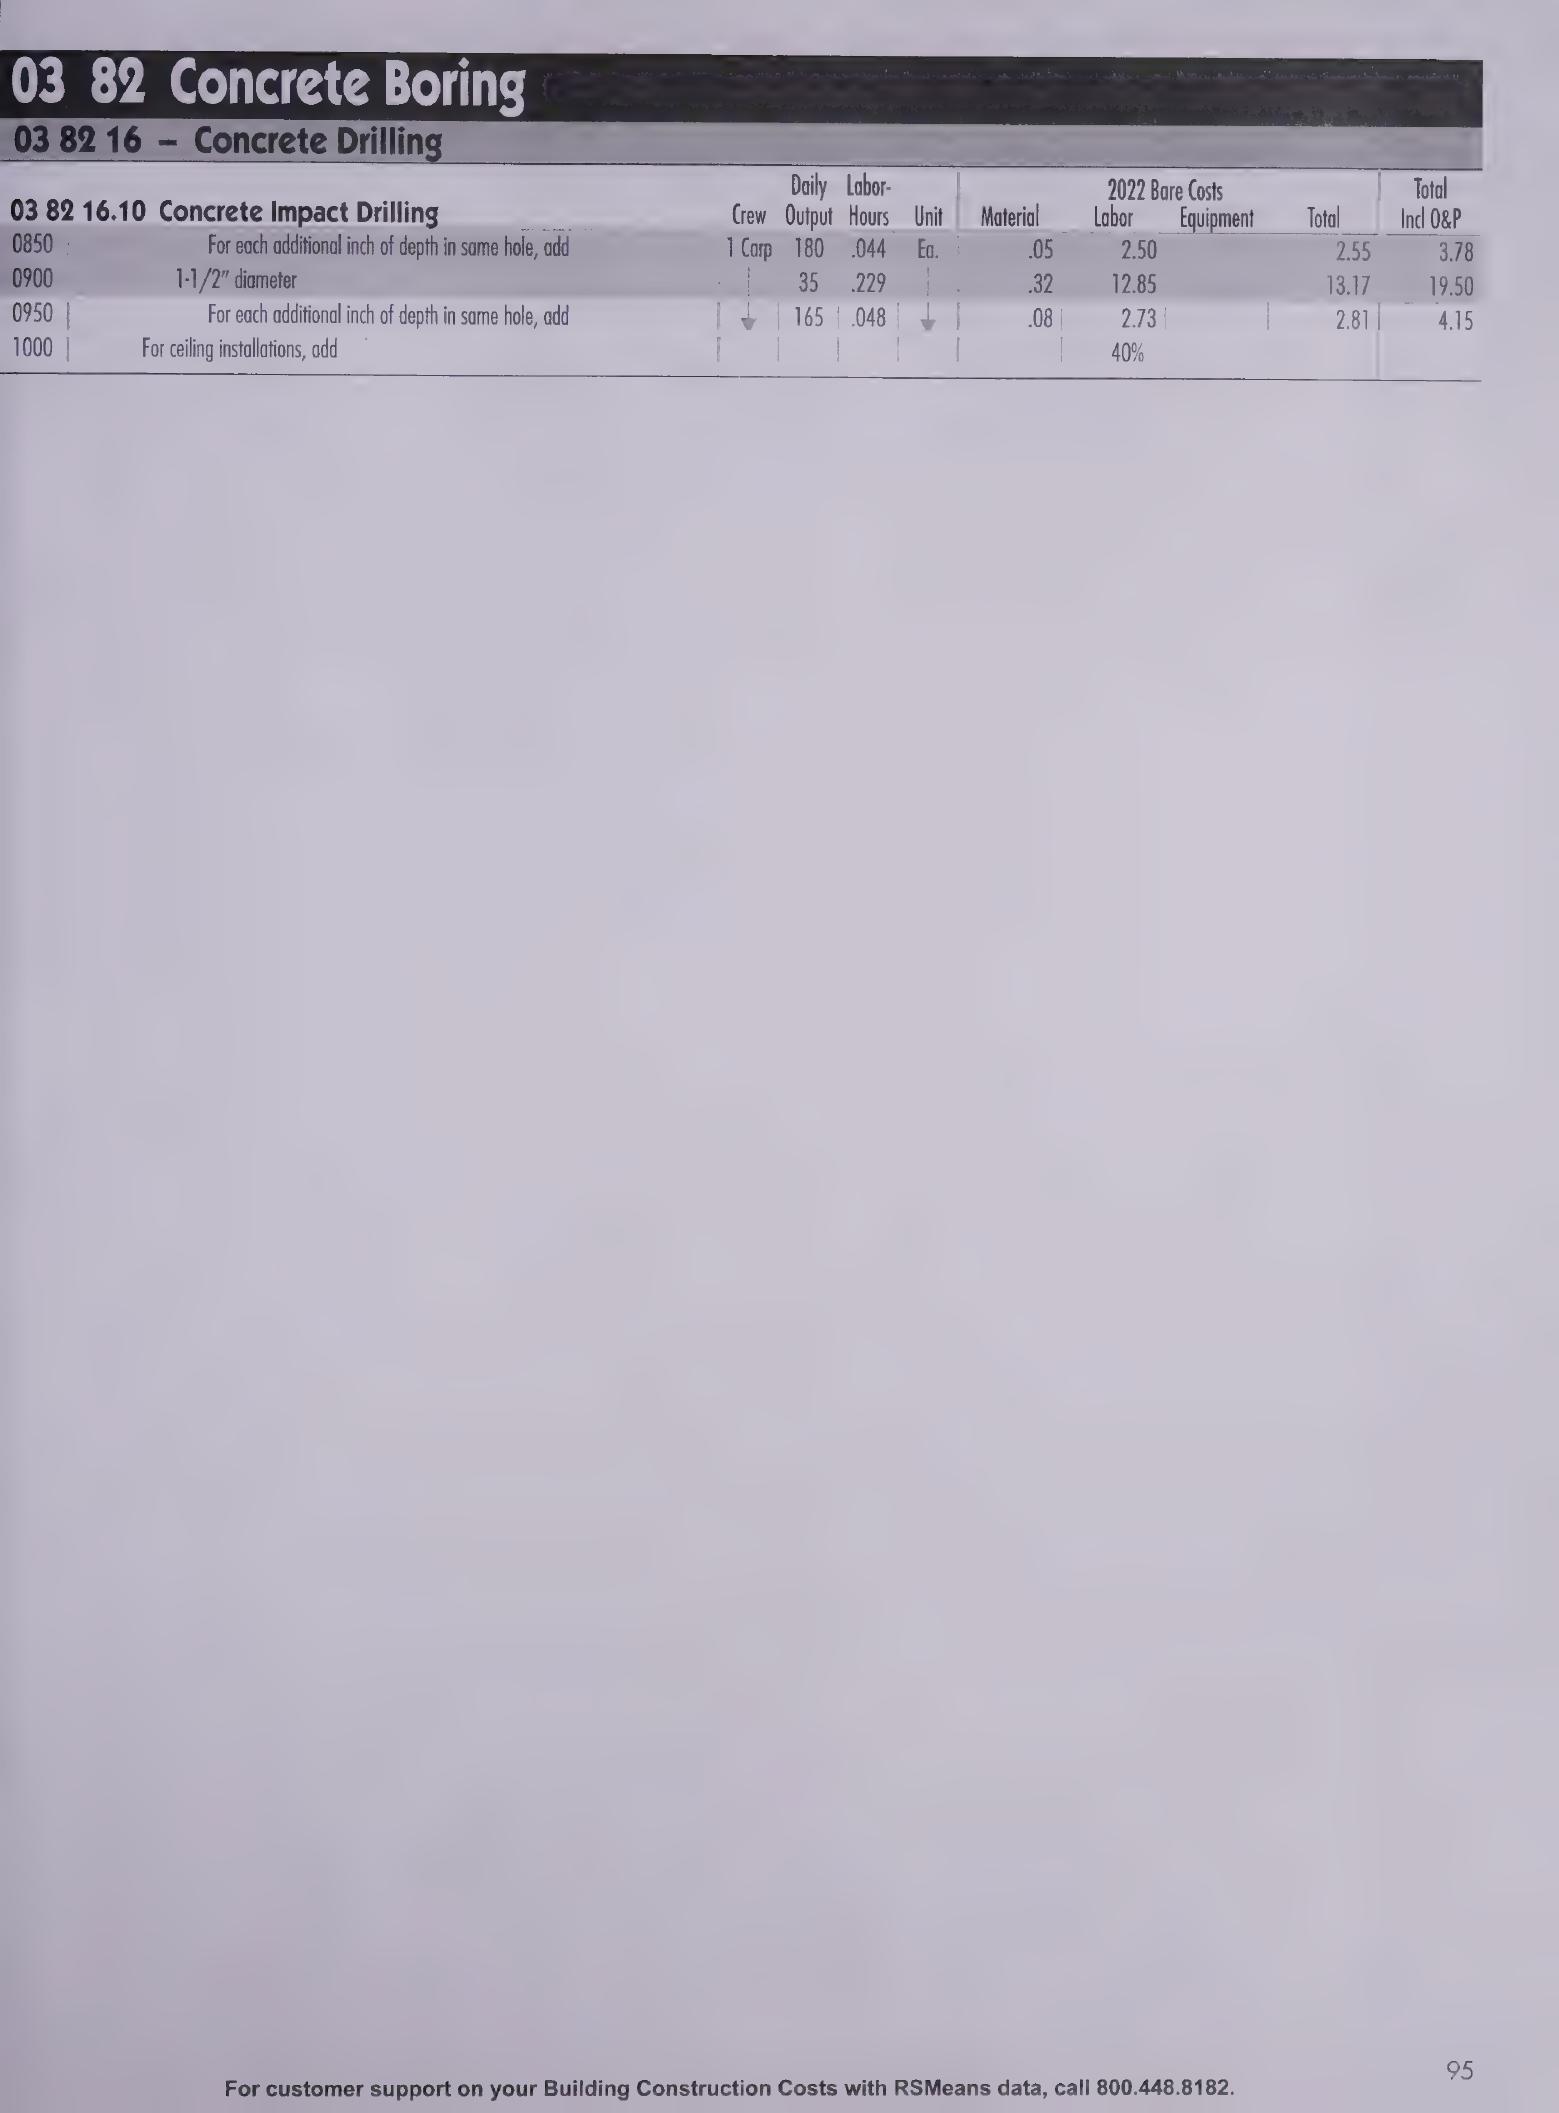 03 82 Concrete Boring
03 82 16 – Concrete Drilling
Daily Labor- 2022 Bare Costs Total
03 82 16.10 Concrete Impact Drilling Crew Output Hours Unit Material Labor Equipment Total Incl O&P
0850 For each additional inch of depth in same hole, add 1 Carp 180 .044 Ea. .05 2.50 2.55 3.78
0900 1-1/2" diameter 35 .229 .32 12.85 13.17 19.50
0950 For each additional inch of depth in same hole, add 165 .048 .08 2.73 2.81 4.15
1000 For ceiling installations, add 40%
95
For customer support on your Building Construction Costs with RSMeans data, call 800.448.8182.